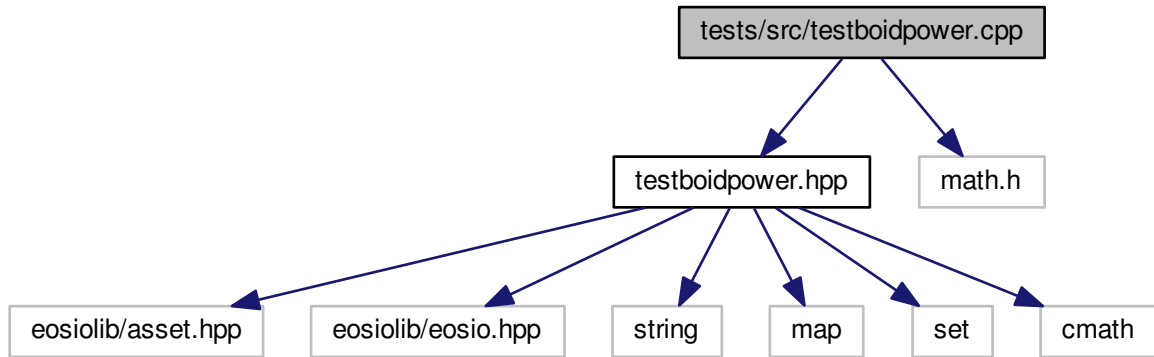 tests/src/testboidpower.cpp
testboidpower.hpp
math.h
eosiolib/asset.hpp
eosiolib/eosio.hpp
string
map
set
cmath